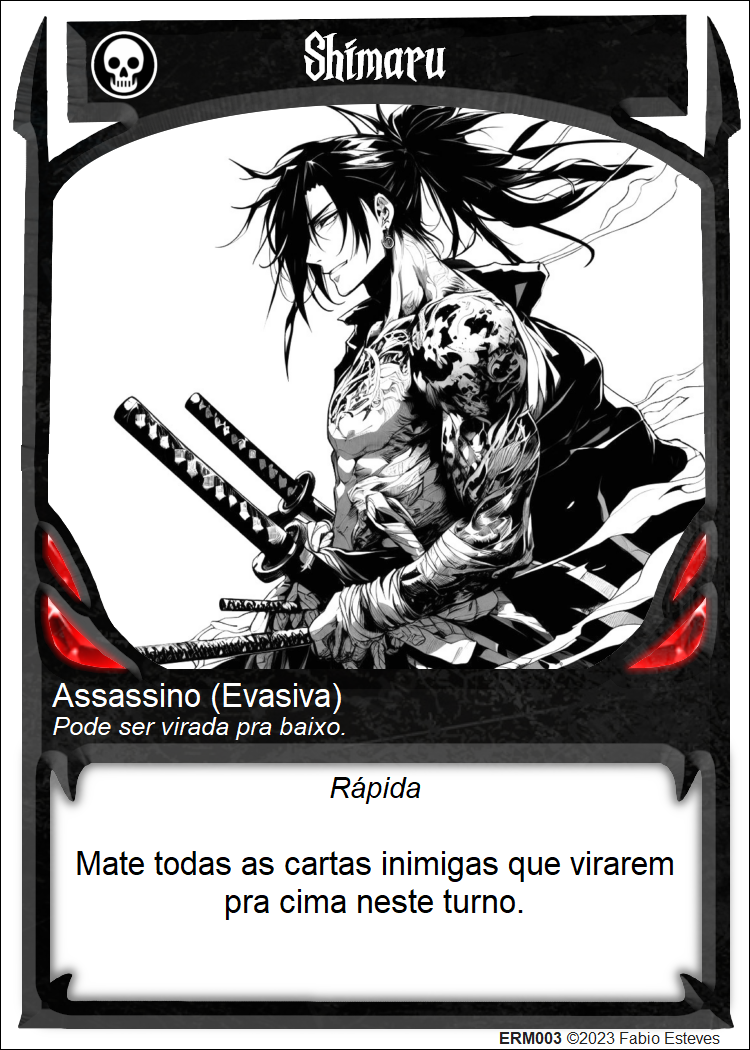 Shimaru
Assassino (Evasiva)
Pode ser virada pra baixo.
Rápida
Mate todas as cartas inimigas que virarem
pra cima neste turno.
ERM003 ©2023 Fabio Esteves